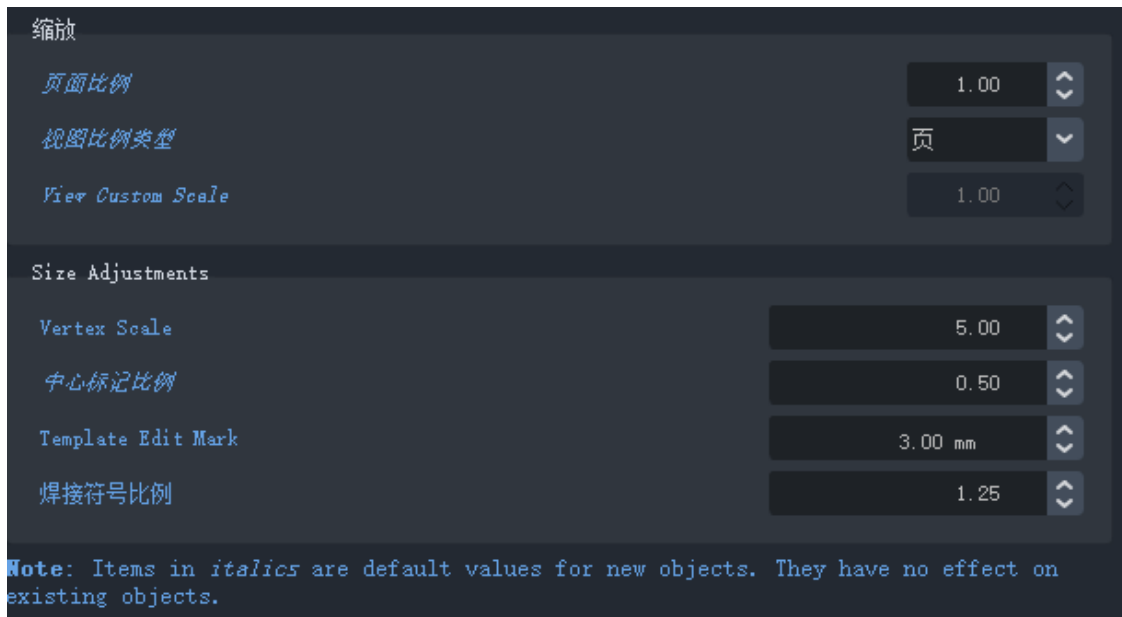 缩放
页面比例 1.00
视图比例类型 页
View Custom Scale 1.00
Size Adjustments
Vertex Scale 5.00
中心标记比例 0.50
Template Edit Mark 3.00 mm
焊接符号比例 1.25
Note: Items in italics are default values for new objects. They have no effect on
existing objects.